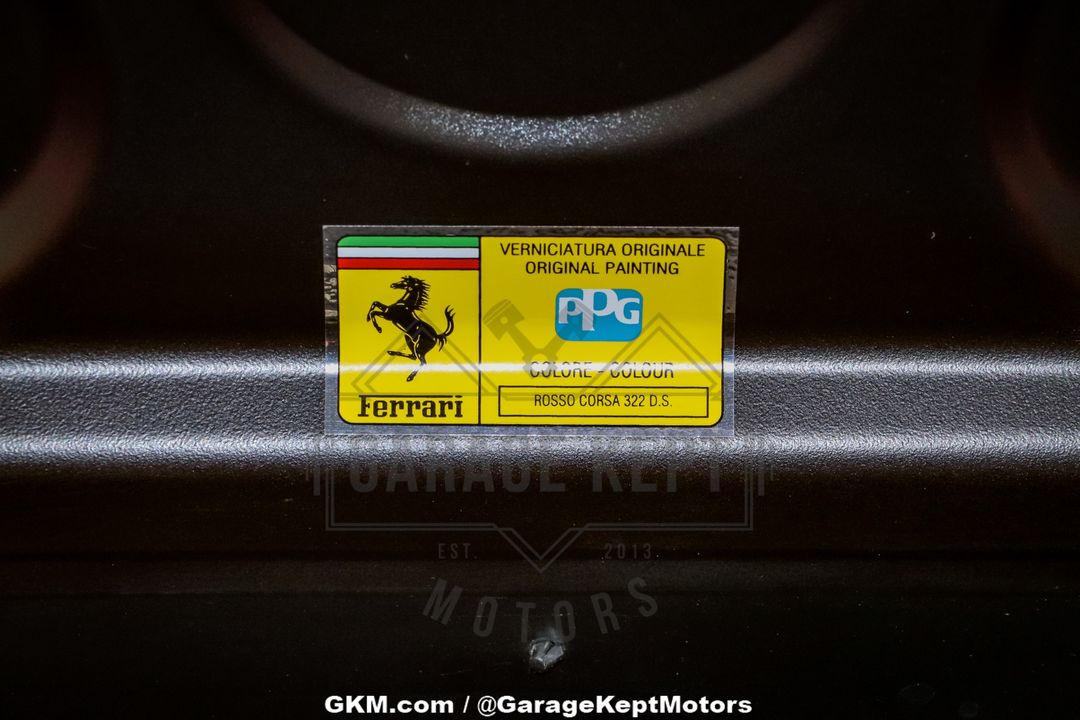 VERNICIATURA ORIGINALE
ORIGINAL PAINTING
PPG
COLORE - COLOUR
ROSSO CORSA 322 D.S.
Ferrari
GARAGE KEPT
EST. 2013
MOTORS
GKM.com / @GarageKeptMotors